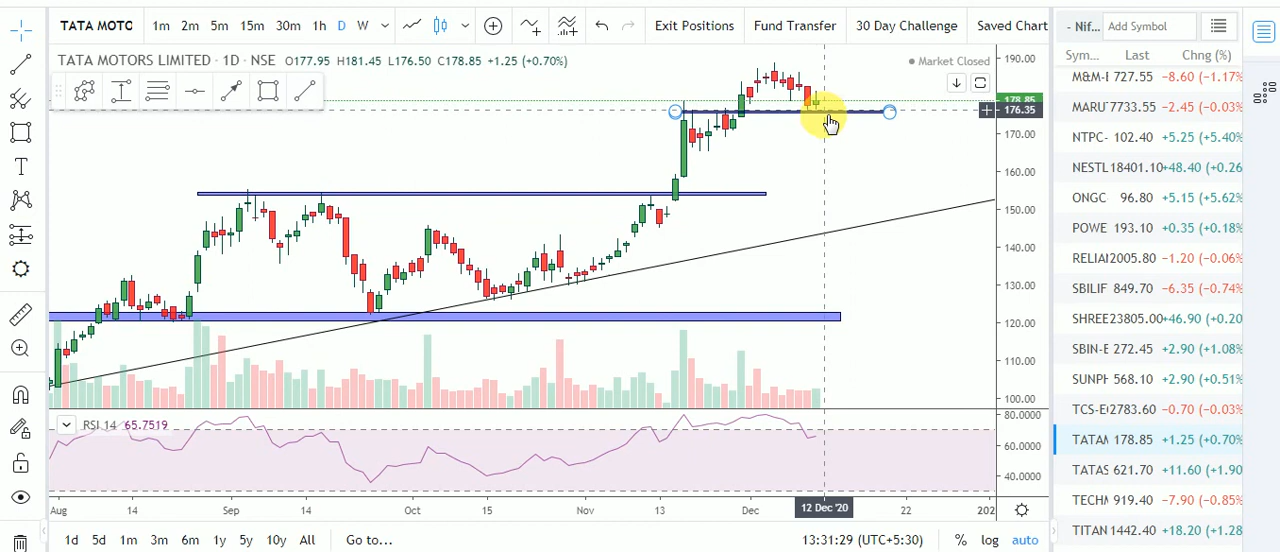 TATA MOTO 1m 2m 5m 15m 30m 1h D W Exit Positions Fund Transfer 30 Day Challenge Saved Chart - Nif Add Symbol
TATA MOTORS LIMITED · 1D · NSE O177.95 H181.45 L176.50 C178.85 +1.25 (+0.70%)
Market Closed
190.00
178.85
176.35
170.00
160.00
150.00
140.00
130.00
120.00
110.00
100.00
RSI 14 65.7519
80.0000
60.0000
40.0000
Aug 14 Sep 14 Oct 15 Nov 13 Dec 12 Dec '20 22 202
1d 5d 1m 3m 6m 1y 5y 10y All Go to... 13:31:29 (UTC+5:30) % log auto
Sym... Last Chng (%)
M&M-I 727.55 -8.60 (-1.17%
MARU 7733.55 -2.45 (-0.03%
NTPC- 102.40 +5.25 (+5.40%
NESTL 18401.10 +48.40 (+0.26
ONGC 96.80 +5.15 (+5.62%
POWE 193.10 +0.35 (+0.18%
RELIAI 2005.80 -1.20 (-0.06%
SBILIF 849.70 -6.35 (-0.74%
SHREE 23805.00 +46.90 (+0.20
SBIN-E 272.45 +2.90 (+1.08%
SUNPH 568.10 +2.90 (+0.51%
TCS-E 2783.60 -0.70 (-0.03%
TATAM 178.85 +1.25 (+0.70%
TATAS 621.70 +11.60 (+1.90
TECHM 919.40 -7.90 (-0.85%
TITAN 1442.40 +18.20 (+1.28